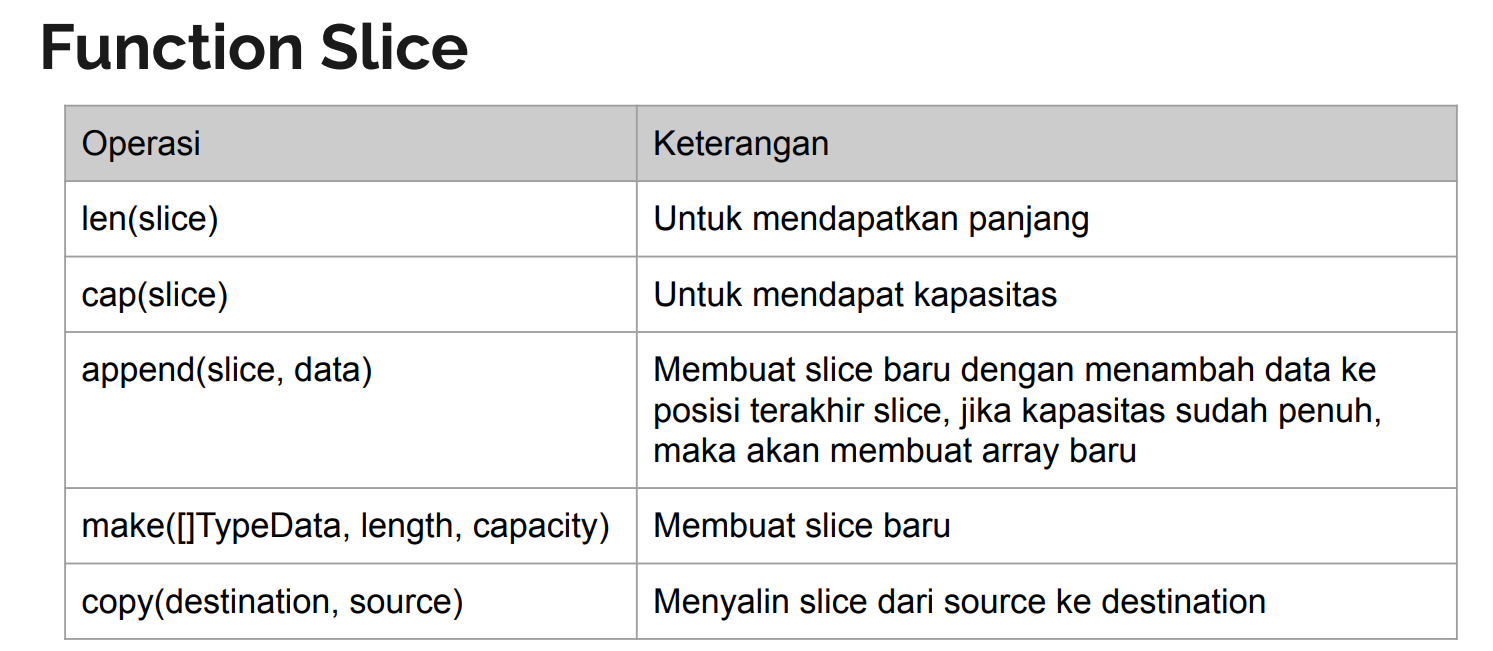 Function Slice
Operasi
Keterangan
len(slice)
Untuk mendapatkan panjang
cap(slice)
Untuk mendapat kapasitas
append(slice, data)
Membuat slice baru dengan menambah data ke
posisi terakhir slice, jika kapasitas sudah penuh,
maka akan membuat array baru
make([]TypeData, length, capacity)
Membuat slice baru
copy(destination, source)
Menyalin slice dari source ke destination